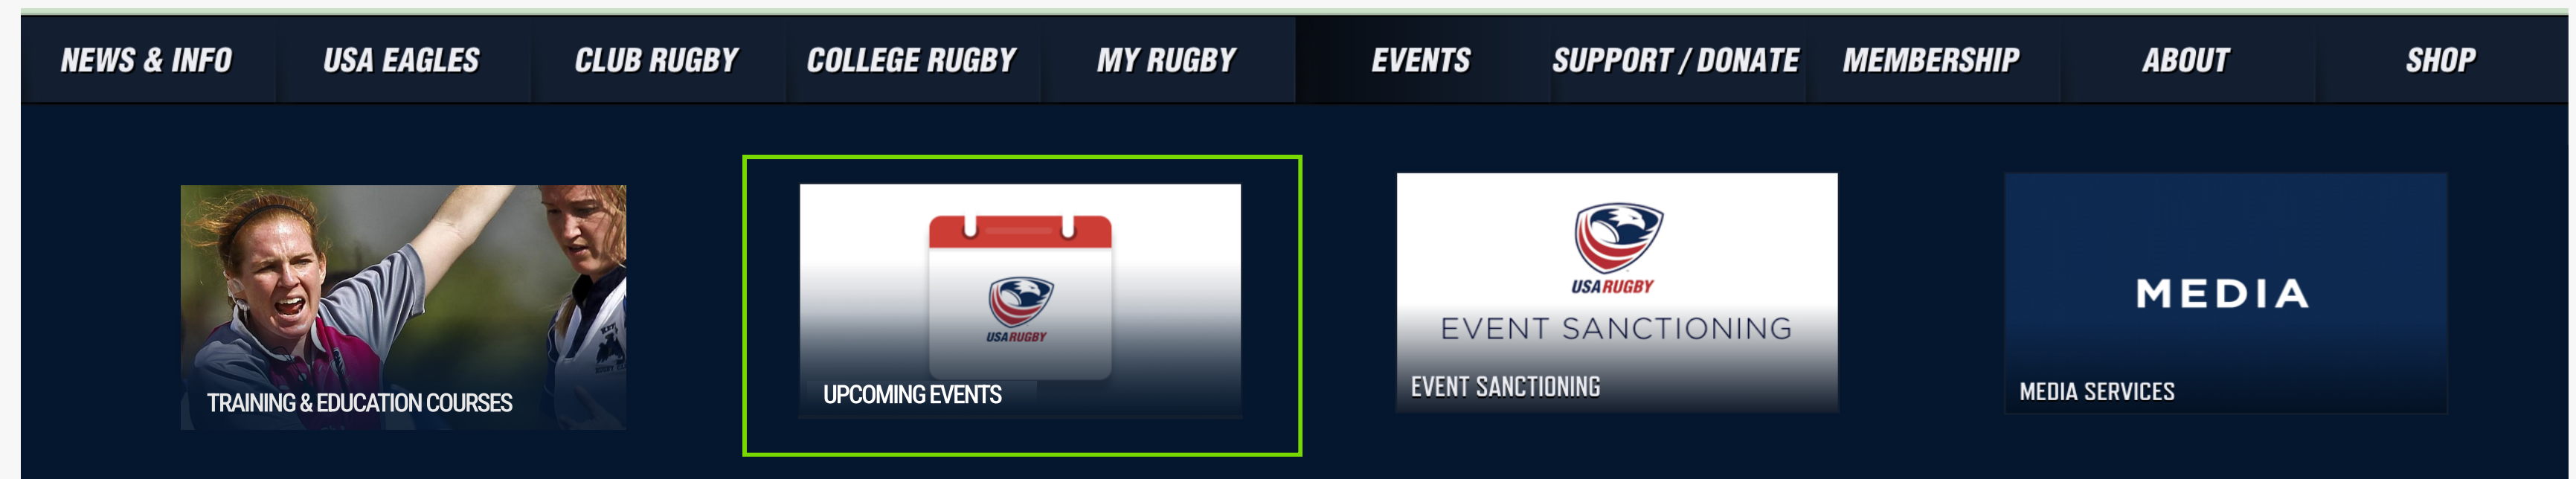 NEWS & INFO
USA EAGLES
CLUB RUGBY
COLLEGE RUGBY
MY RUGBY
EVENTS
SUPPORT / DONATE
MEMBERSHIP
ABOUT
SHOP
TRAINING & EDUCATION COURSES
USA RUGBY
UPCOMING EVENTS
USA RUGBY
EVENT SANCTIONING
EVENT SANCTIONING
MEDIA
MEDIA SERVICES